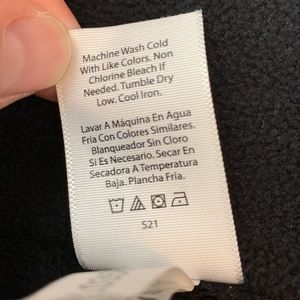 Machine Wash Cold
With Like Colors. Non
Chlorine Bleach If
Needed. Tumble Dry
Low. Cool Iron.
Lavar A Máquina En Agua
Fría Con Colores Similares.
Blanqueador Sin Cloro
Si Es Necesario. Secar En
Secadora A Temperatura
Baja. Plancha Fria.
S21